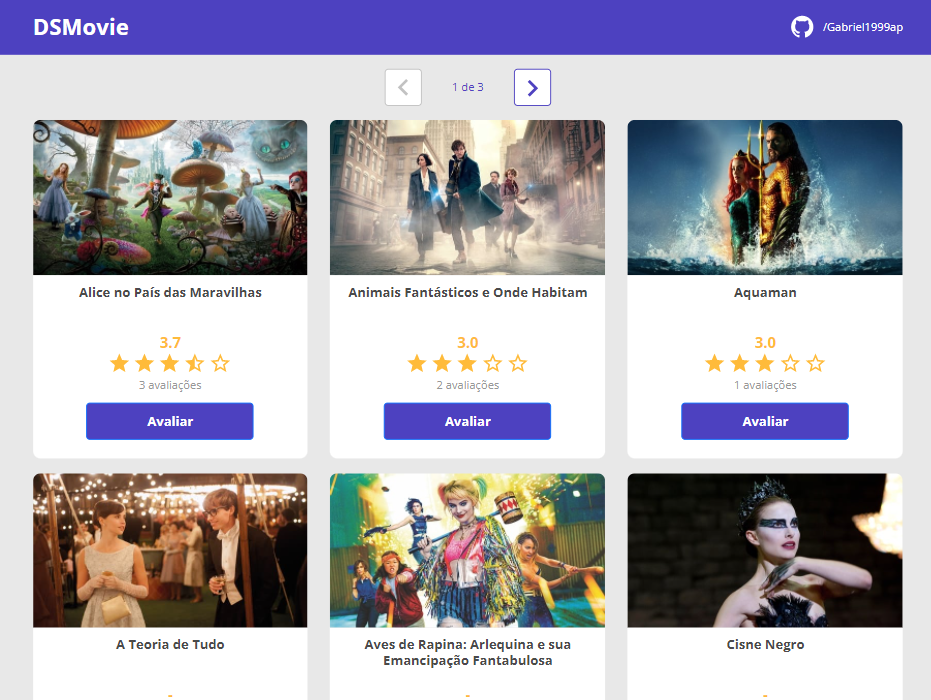 DSMovie
/Gabriel1999ap
1 de 3
Alice no País das Maravilhas
3.7
3 avaliações
Avaliar
Animais Fantásticos e Onde Habitam
3.0
2 avaliações
Avaliar
Aquaman
3.0
1 avaliações
Avaliar
A Teoria de Tudo
-
Aves de Rapina: Arlequina e sua
Emancipação Fantabulosa
-
Cisne Negro
-